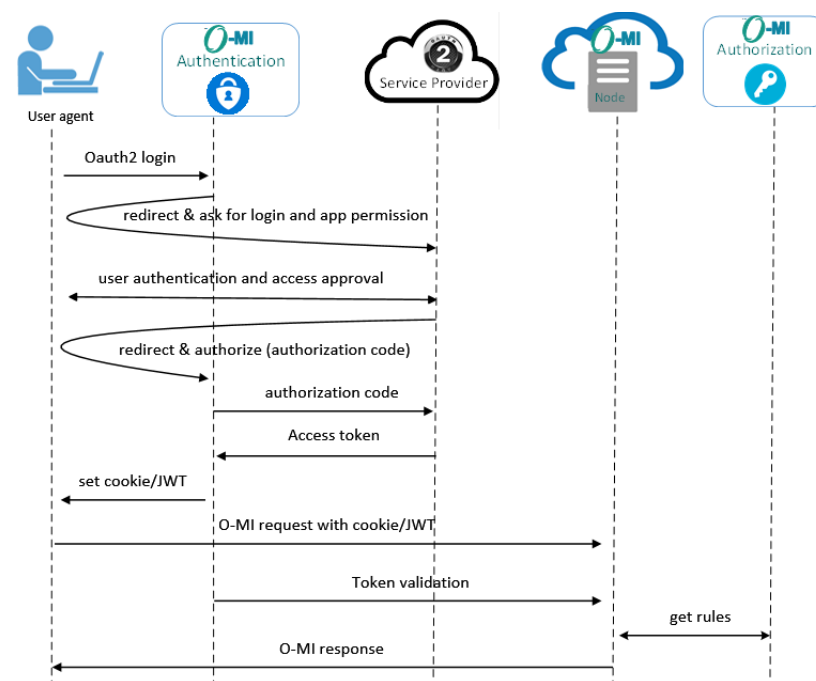 O-MI
Authentication
User agent
OAUTH
2
Service Provider
O-MI
Node
O-MI
Authorization
Oauth2 login
redirect & ask for login and app permission
user authentication and access approval
redirect & authorize (authorization code)
authorization code
Access token
set cookie/JWT
O-MI request with cookie/JWT
Token validation
get rules
O-MI response